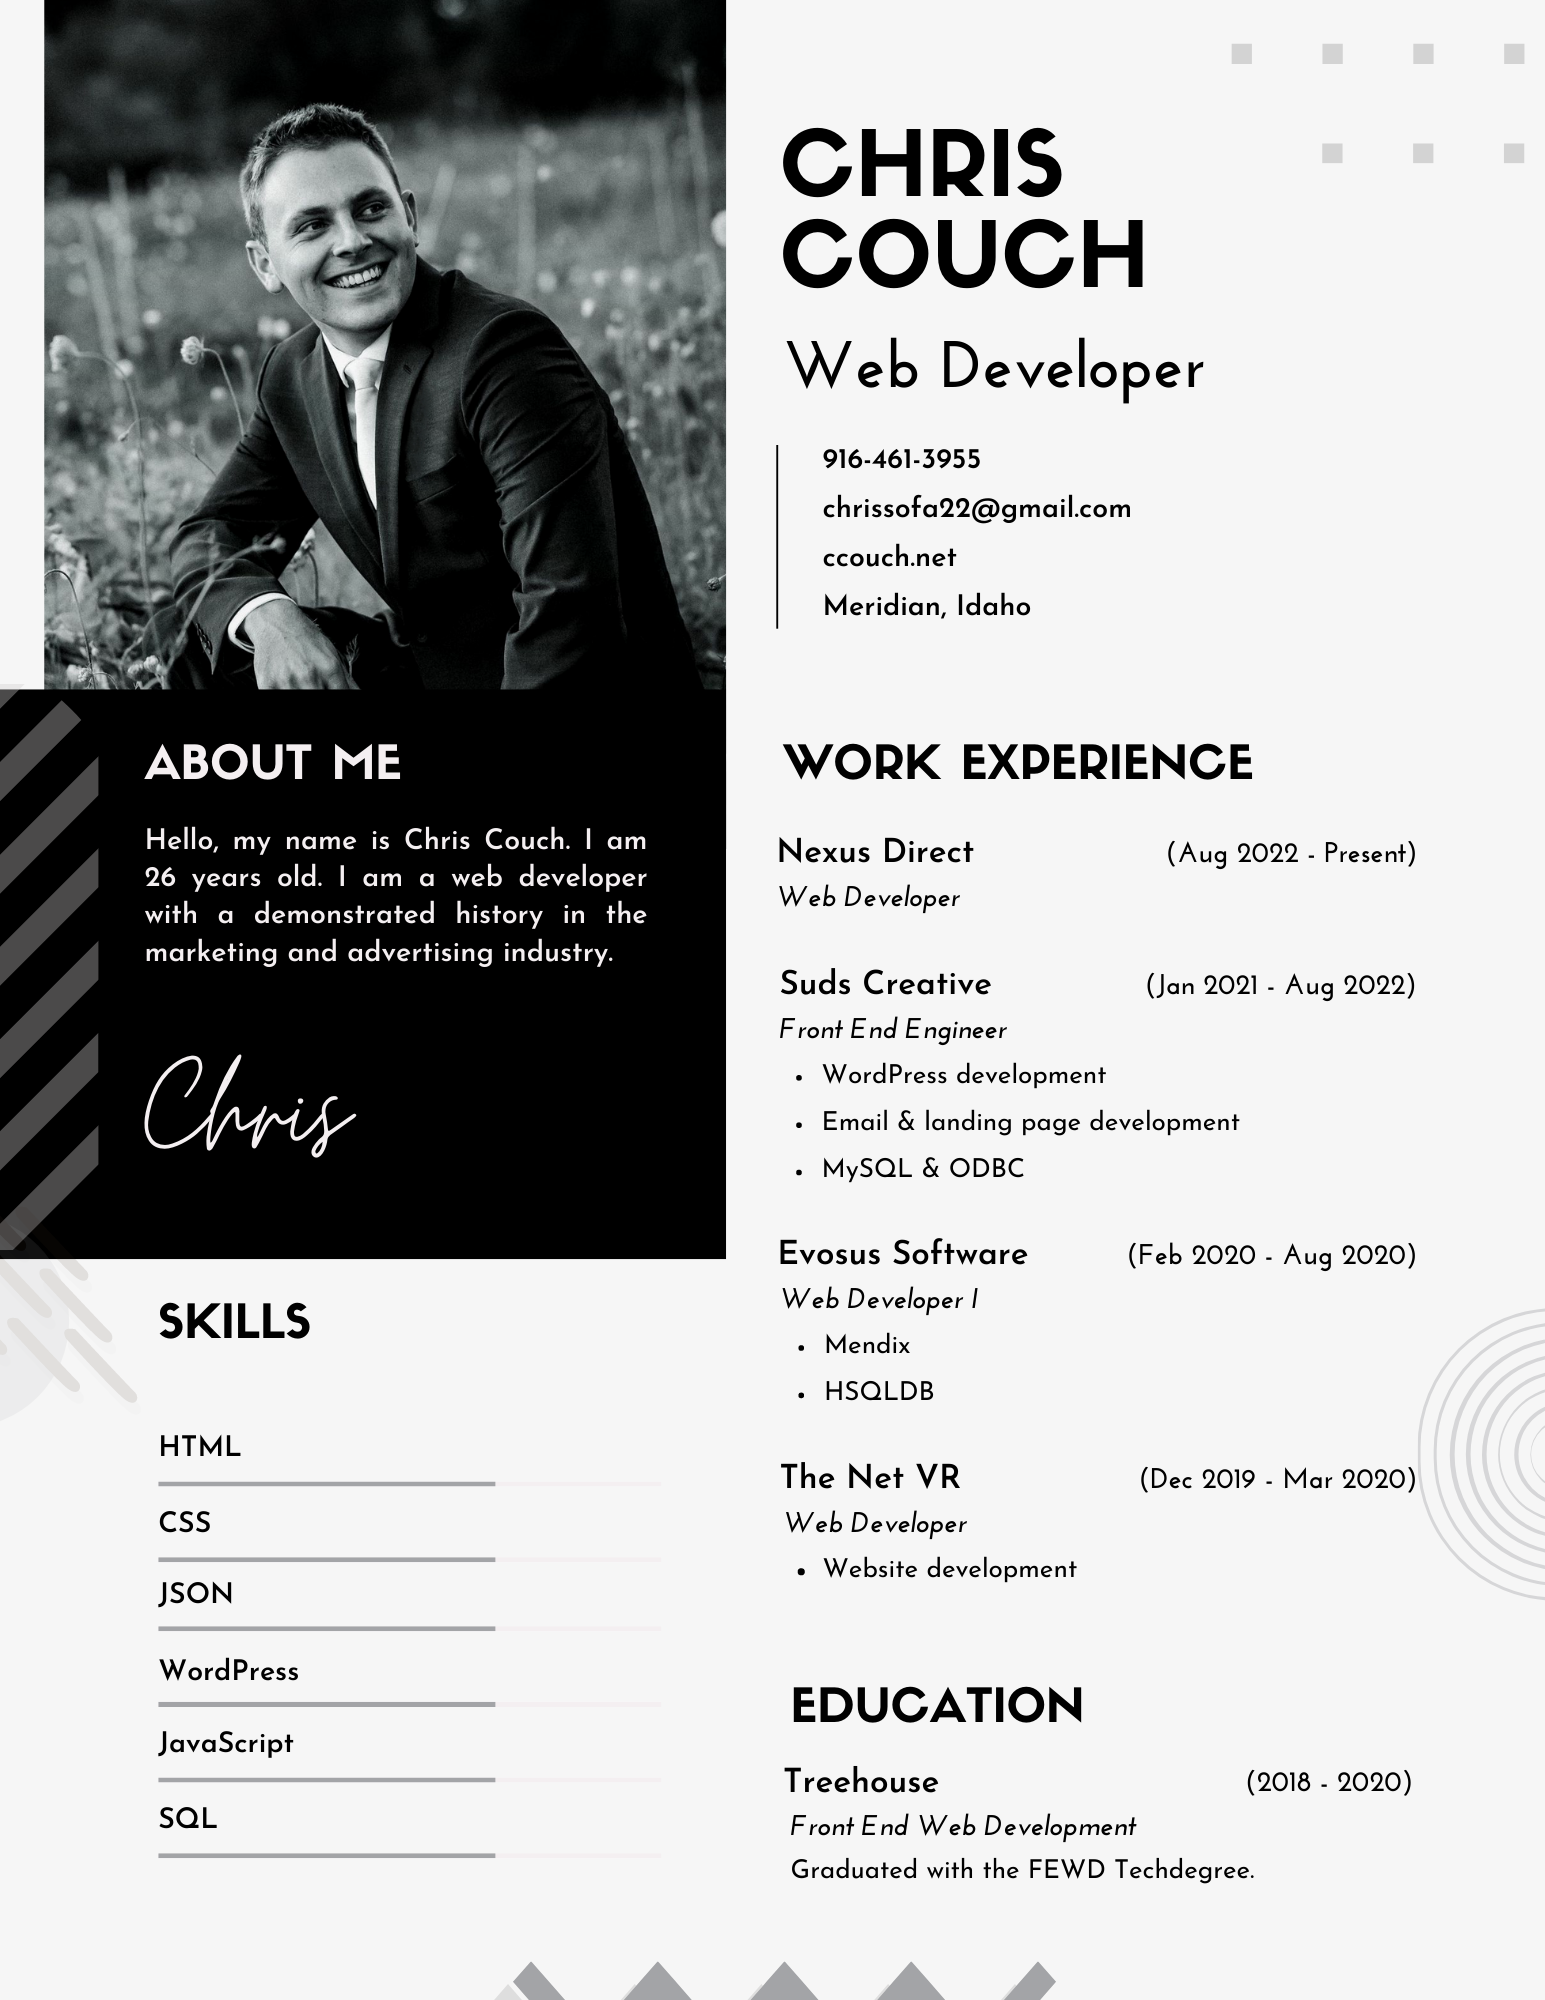 CHRIS
COUCH
Web Developer
916-461-3955
chrissofa22@gmail.com
ccouch.net
Meridian, Idaho
ABOUT ME
Hello, my name is Chris Couch. I am
26 years old. I am a web developer
with a demonstrated history in the
marketing and advertising industry.
Chris
SKILLS
HTML
CSS
JSON
WordPress
JavaScript
SQL
WORK EXPERIENCE
Nexus Direct (Aug 2022 - Present)
Web Developer
Suds Creative (Jan 2021 - Aug 2022)
Front End Engineer
• WordPress development
• Email & landing page development
• MySQL & ODBC
Evosus Software (Feb 2020 - Aug 2020)
Web Developer I
• Mendix
• HSQLDB
The Net VR (Dec 2019 - Mar 2020)
Web Developer
• Website development
EDUCATION
Treehouse (2018 - 2020)
Front End Web Development
Graduated with the FEWD Techdegree.